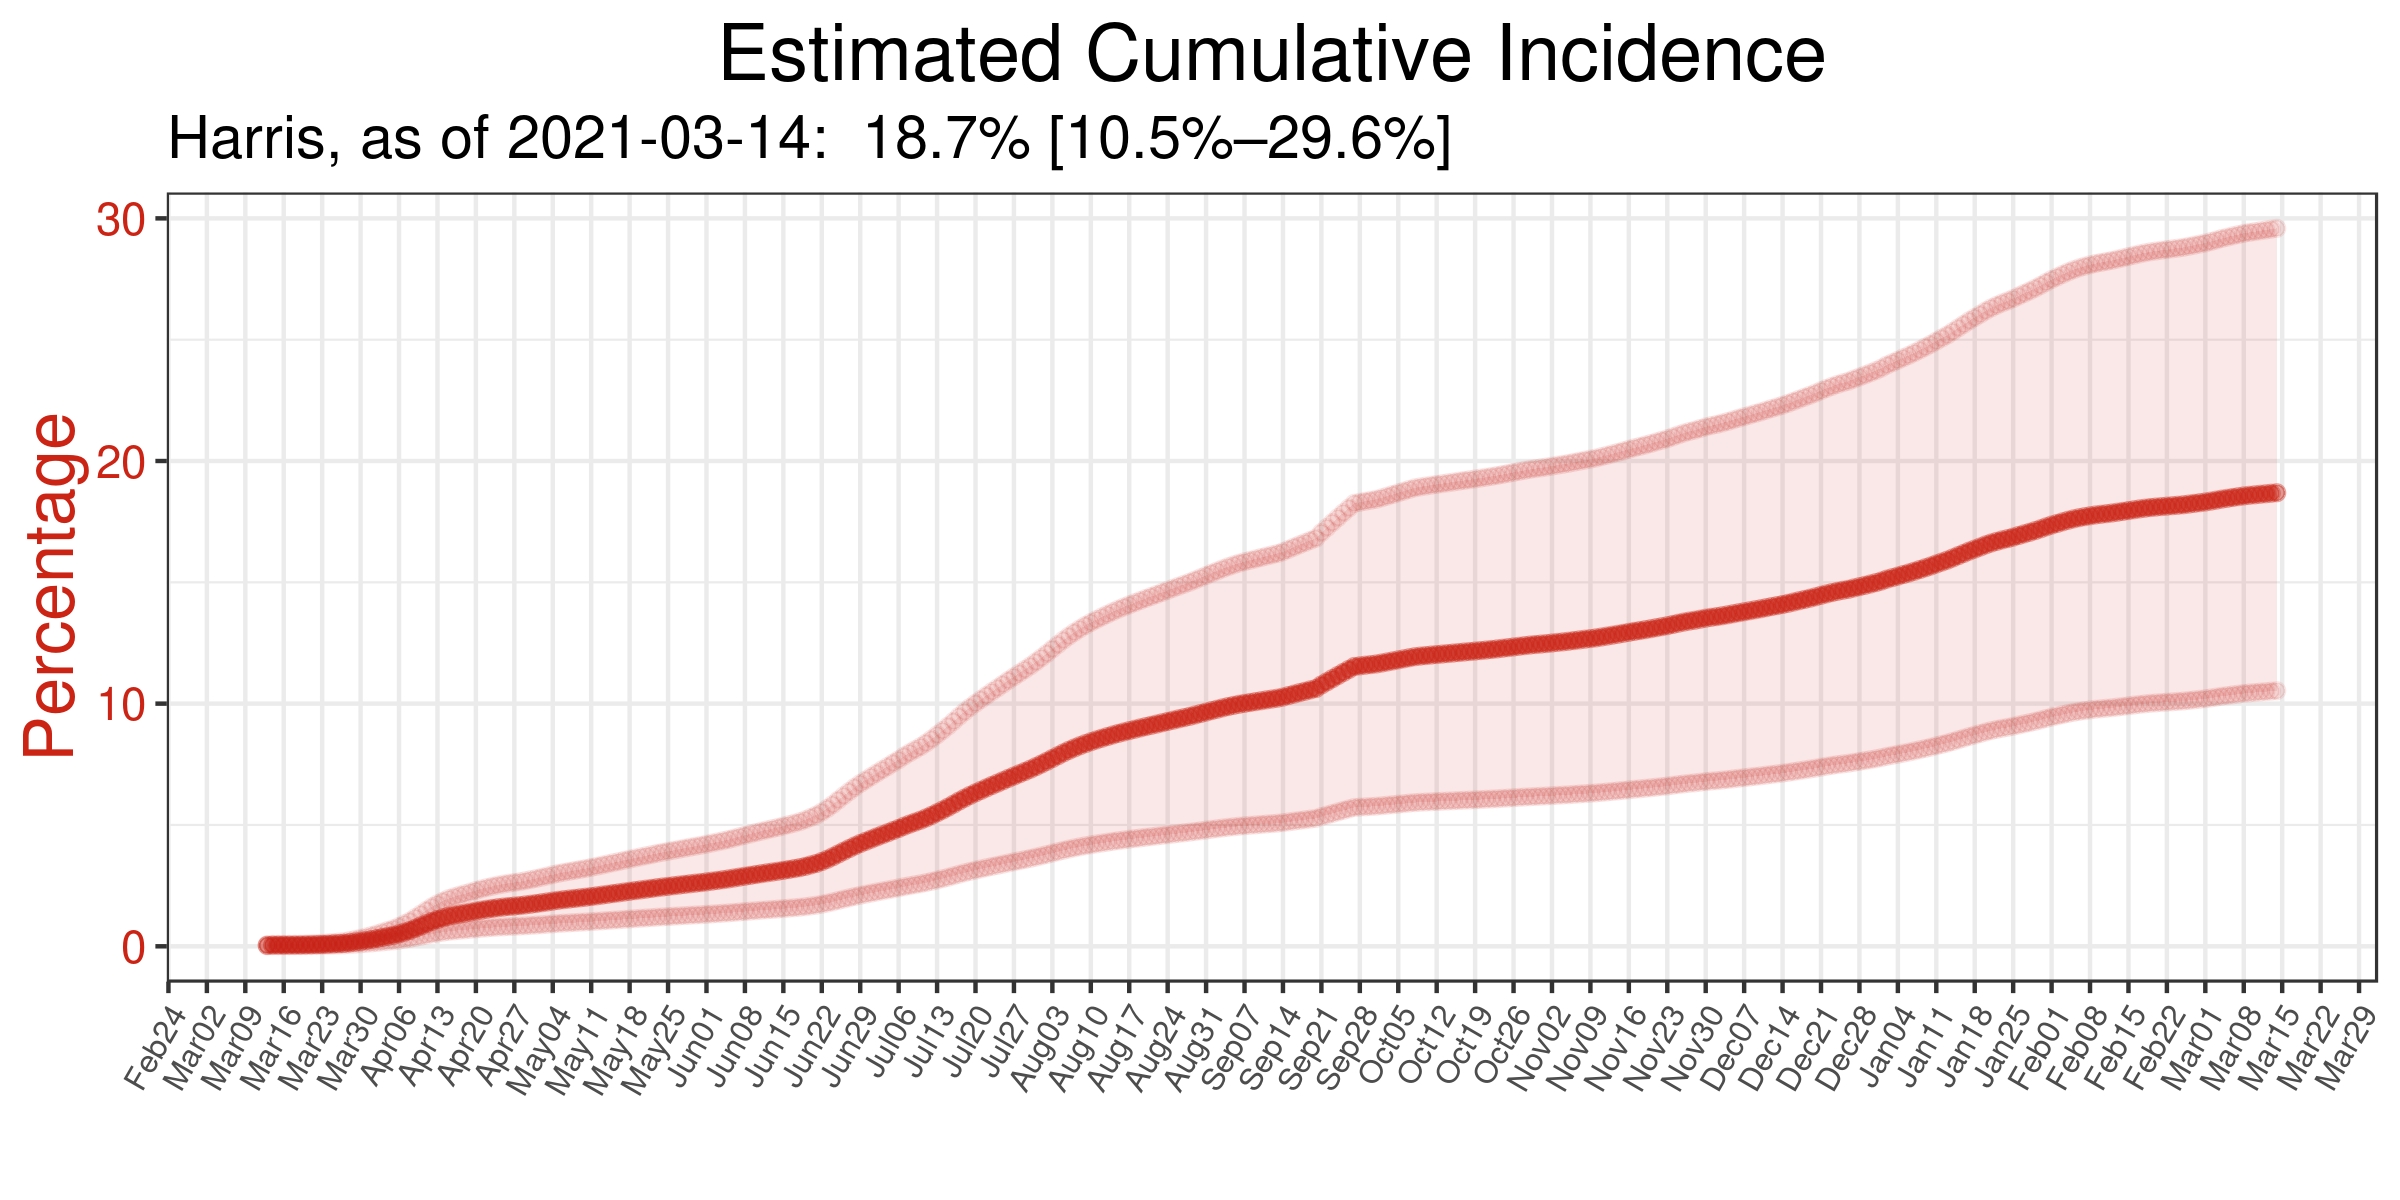 Estimated Cumulative Incidence
Harris, as of 2021-03-14:  18.7% [10.5%–29.6%]
Percentage
30
20
10
0
Feb24
Mar02
Mar09
Mar16
Mar23
Mar30
Apr06
Apr13
Apr20
Apr27
May04
May11
May18
May25
Jun01
Jun08
Jun15
Jun22
Jun29
Jul06
Jul13
Jul20
Jul27
Aug03
Aug10
Aug17
Aug24
Aug31
Sep07
Sep14
Sep21
Sep28
Oct05
Oct12
Oct19
Oct26
Nov02
Nov09
Nov16
Nov23
Nov30
Dec07
Dec14
Dec21
Dec28
Jan04
Jan11
Jan18
Jan25
Feb01
Feb08
Feb15
Feb22
Mar01
Mar08
Mar15
Mar22
Mar29